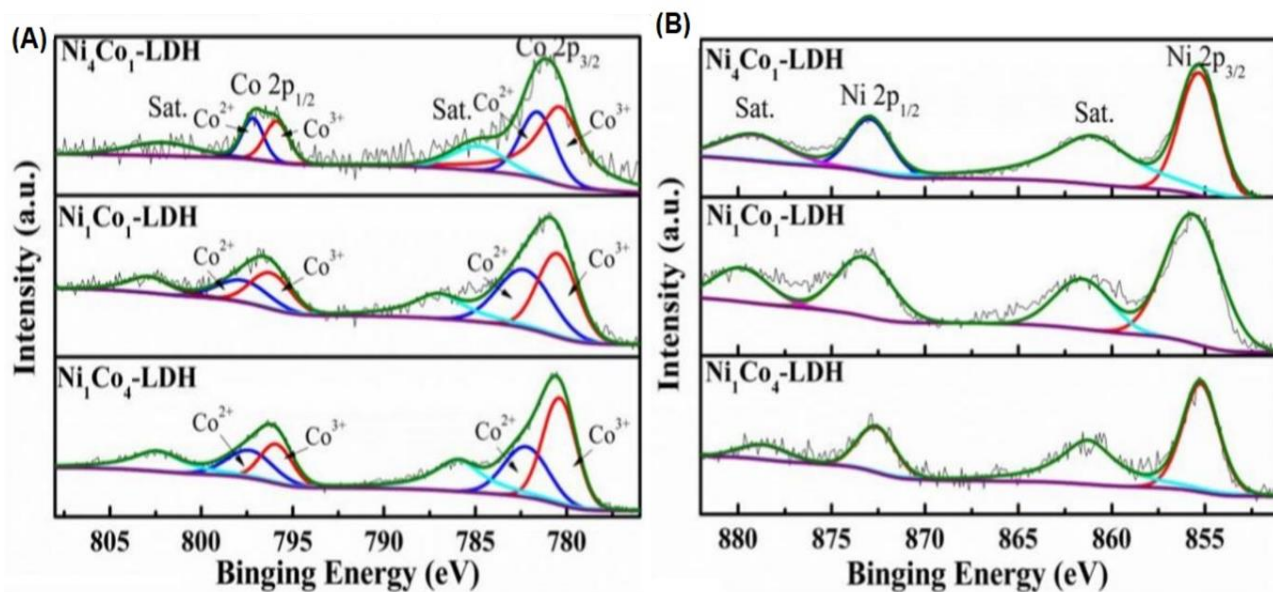 (A)
Ni₄Co₁-LDH
Co 2p₃/₂
Co 2p₁/₂
Sat.
Co²⁺
Co³⁺
Sat.
Co²⁺
Co³⁺
Ni₁Co₁-LDH
Co²⁺
Co³⁺
Co²⁺
Co³⁺
Ni₁Co₄-LDH
Co²⁺
Co³⁺
Co²⁺
Co³⁺
Intensity (a.u.)
805 800 795 790 785 780
Binging Energy (eV)
(B)
Ni₄Co₁-LDH
Ni 2p₃/₂
Sat.
Ni 2p₁/₂
Sat.
Ni₁Co₁-LDH
Ni₁Co₄-LDH
Intensity (a.u.)
880 875 870 865 860 855
Binging Energy (eV)